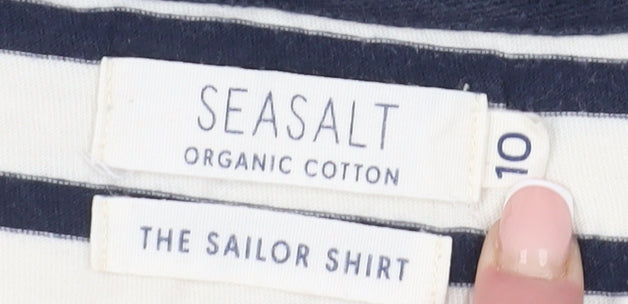 SEASALT
ORGANIC COTTON
10
THE SAILOR SHIRT